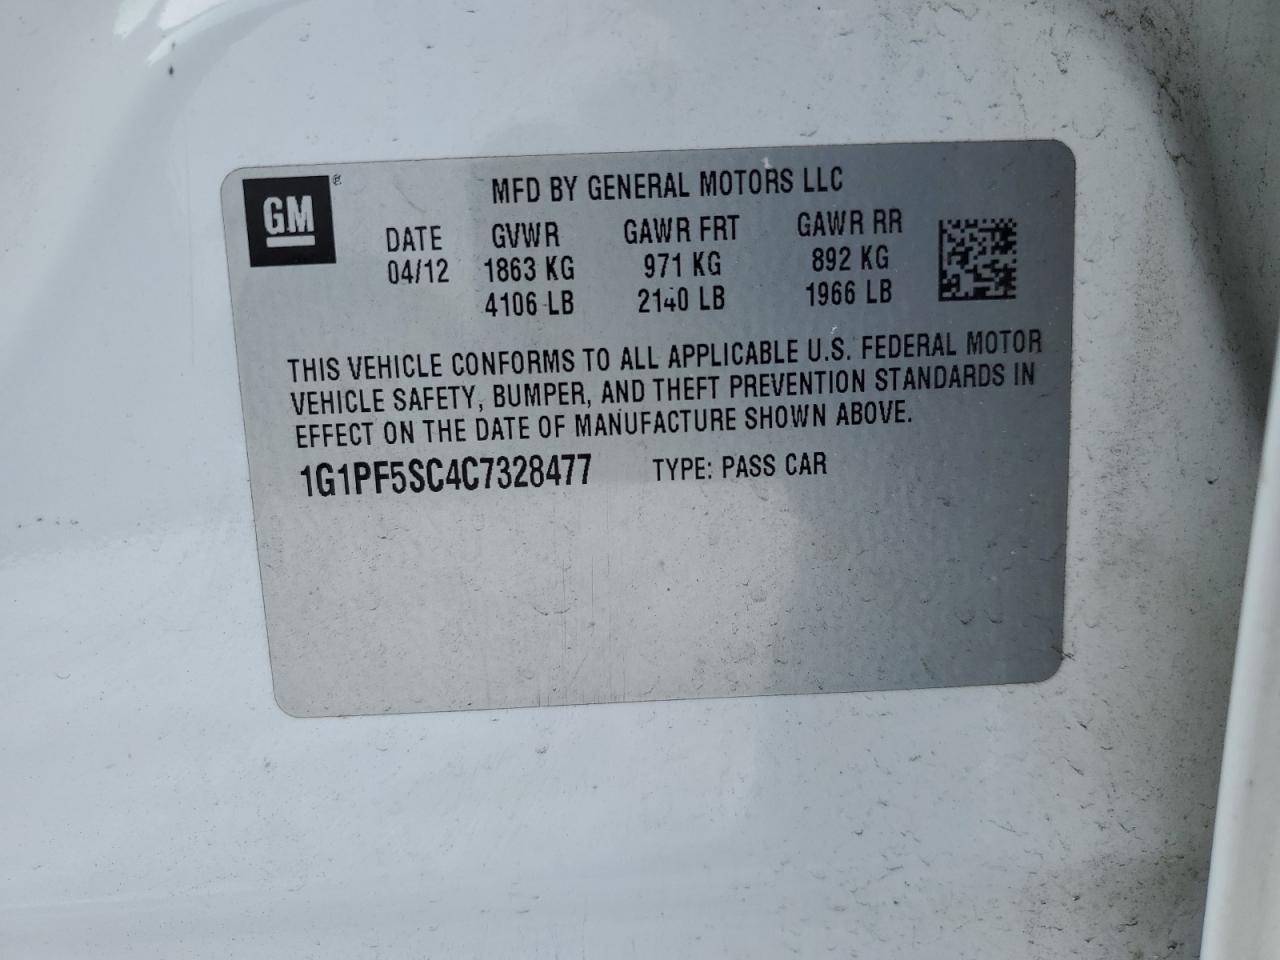 GM®
MFD BY GENERAL MOTORS LLC
DATE GVWR GAWR FRT GAWR RR
04/12 1863 KG 971 KG 892 KG
4106 LB 2140 LB 1966 LB
THIS VEHICLE CONFORMS TO ALL APPLICABLE U.S. FEDERAL MOTOR
VEHICLE SAFETY, BUMPER, AND THEFT PREVENTION STANDARDS IN
EFFECT ON THE DATE OF MANUFACTURE SHOWN ABOVE.
1G1PF5SC4C7328477 TYPE: PASS CAR